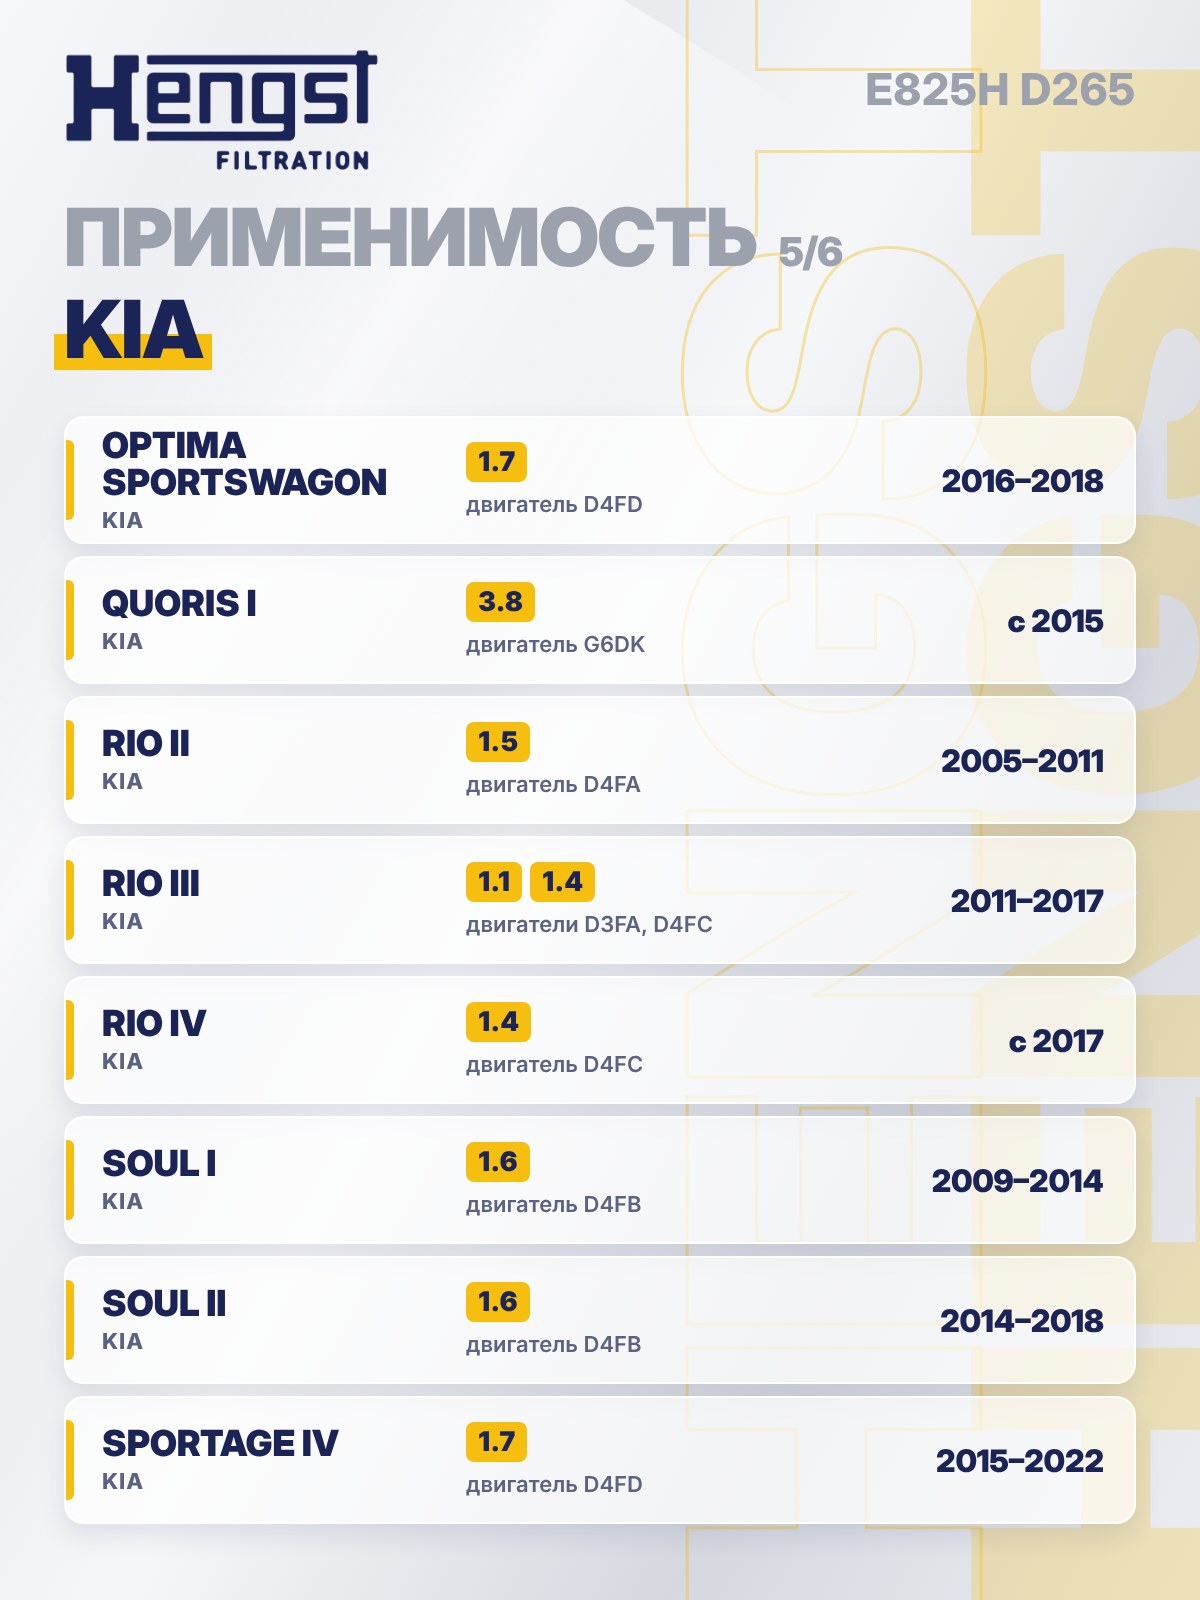 Hengst
FILTRATION
E825H D265
ПРИМЕНИМОСТЬ 5/6
KIA
OPTIMA
SPORTSWAGON
KIA
1.7
двигатель D4FD
2016–2018
QUORIS I
KIA
3.8
двигатель G6DK
с 2015
RIO II
KIA
1.5
двигатель D4FA
2005–2011
RIO III
KIA
1.1 1.4
двигатели D3FA, D4FC
2011–2017
RIO IV
KIA
1.4
двигатель D4FC
с 2017
SOUL I
KIA
1.6
двигатель D4FB
2009–2014
SOUL II
KIA
1.6
двигатель D4FB
2014–2018
SPORTAGE IV
KIA
1.7
двигатель D4FD
2015–2022
HENGST
HENGST